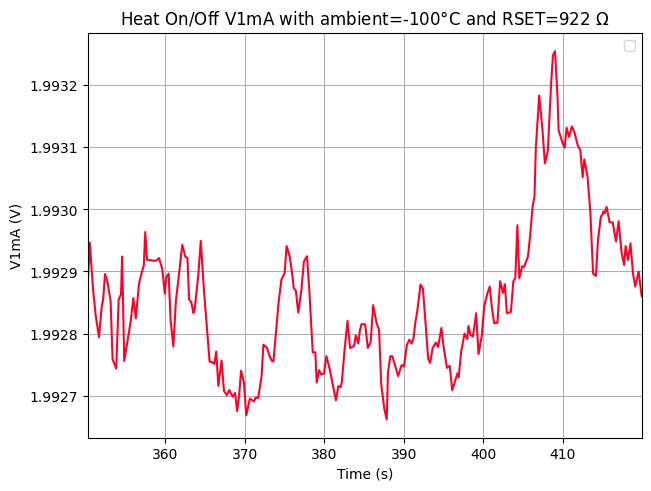 Heat On/Off V1mA with ambient=-100°C and RSET=922 Ω
V1mA (V)
1.9932
1.9931
1.9930
1.9929
1.9928
1.9927
360 370 380 390 400 410
Time (s)